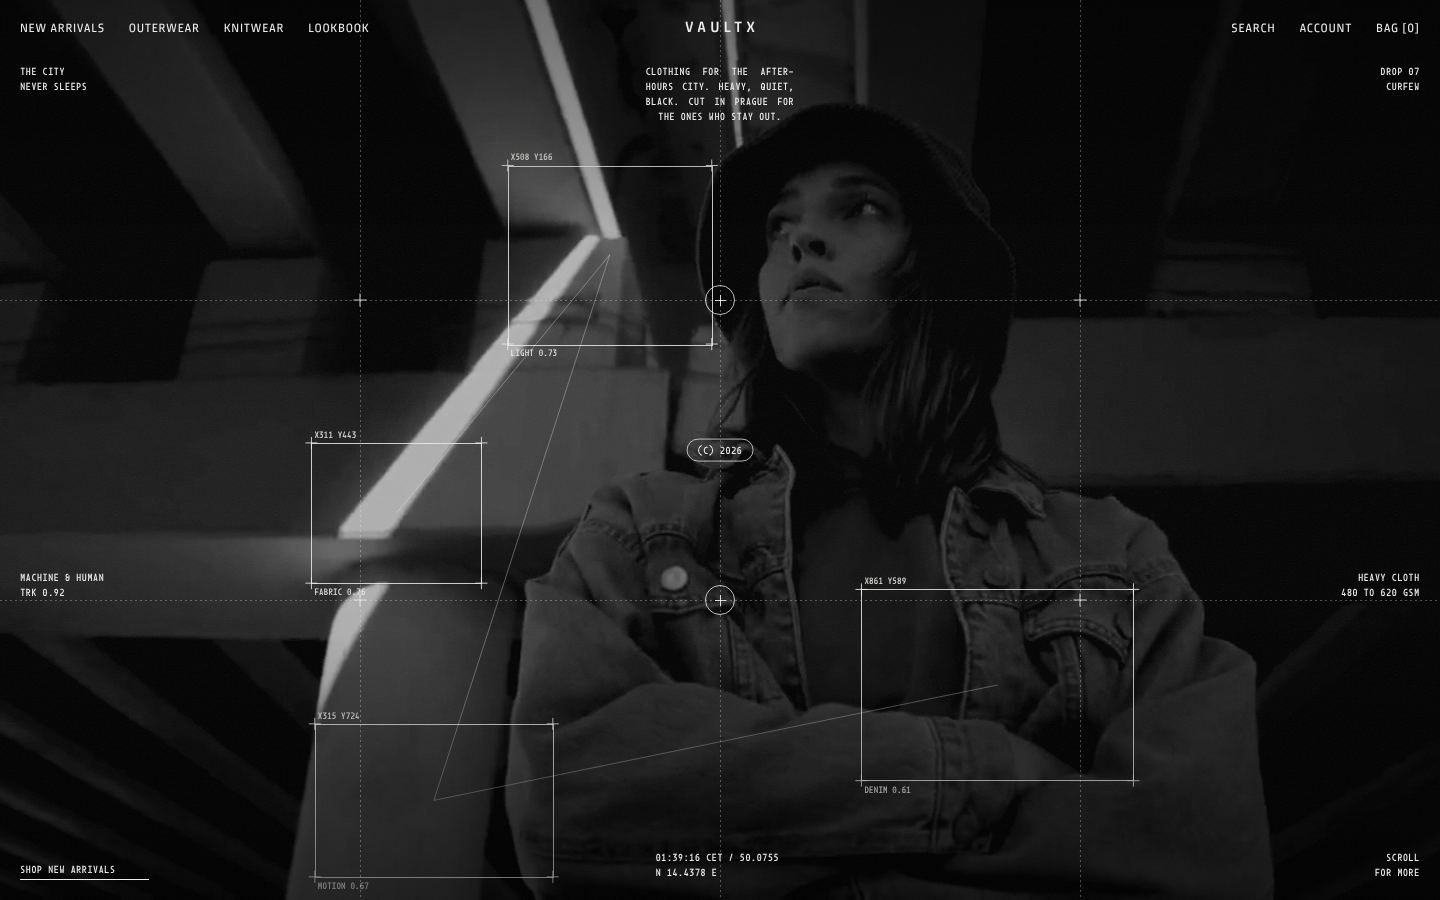 NEW ARRIVALS OUTERWEAR KNITWEAR LOOKBOOK
VAULTX
SEARCH ACCOUNT BAG [0]
THE CITY
NEVER SLEEPS
CLOTHING FOR THE AFTER-
HOURS CITY. HEAVY, QUIET,
BLACK. CUT IN PRAGUE FOR
THE ONES WHO STAY OUT.
DROP 07
CURFEW
X508 Y166
LIGHT 0.73
X311 Y443
(C) 2026
MACHINE & HUMAN
TRK 0.92
FABRIC 0.76
X861 Y589
HEAVY CLOTH
480 TO 620 GSM
X315 Y724
DENIM 0.61
SHOP NEW ARRIVALS
MOTION 0.67
01:39:16 CET / 50.0755
N 14.4378 E
SCROLL
FOR MORE